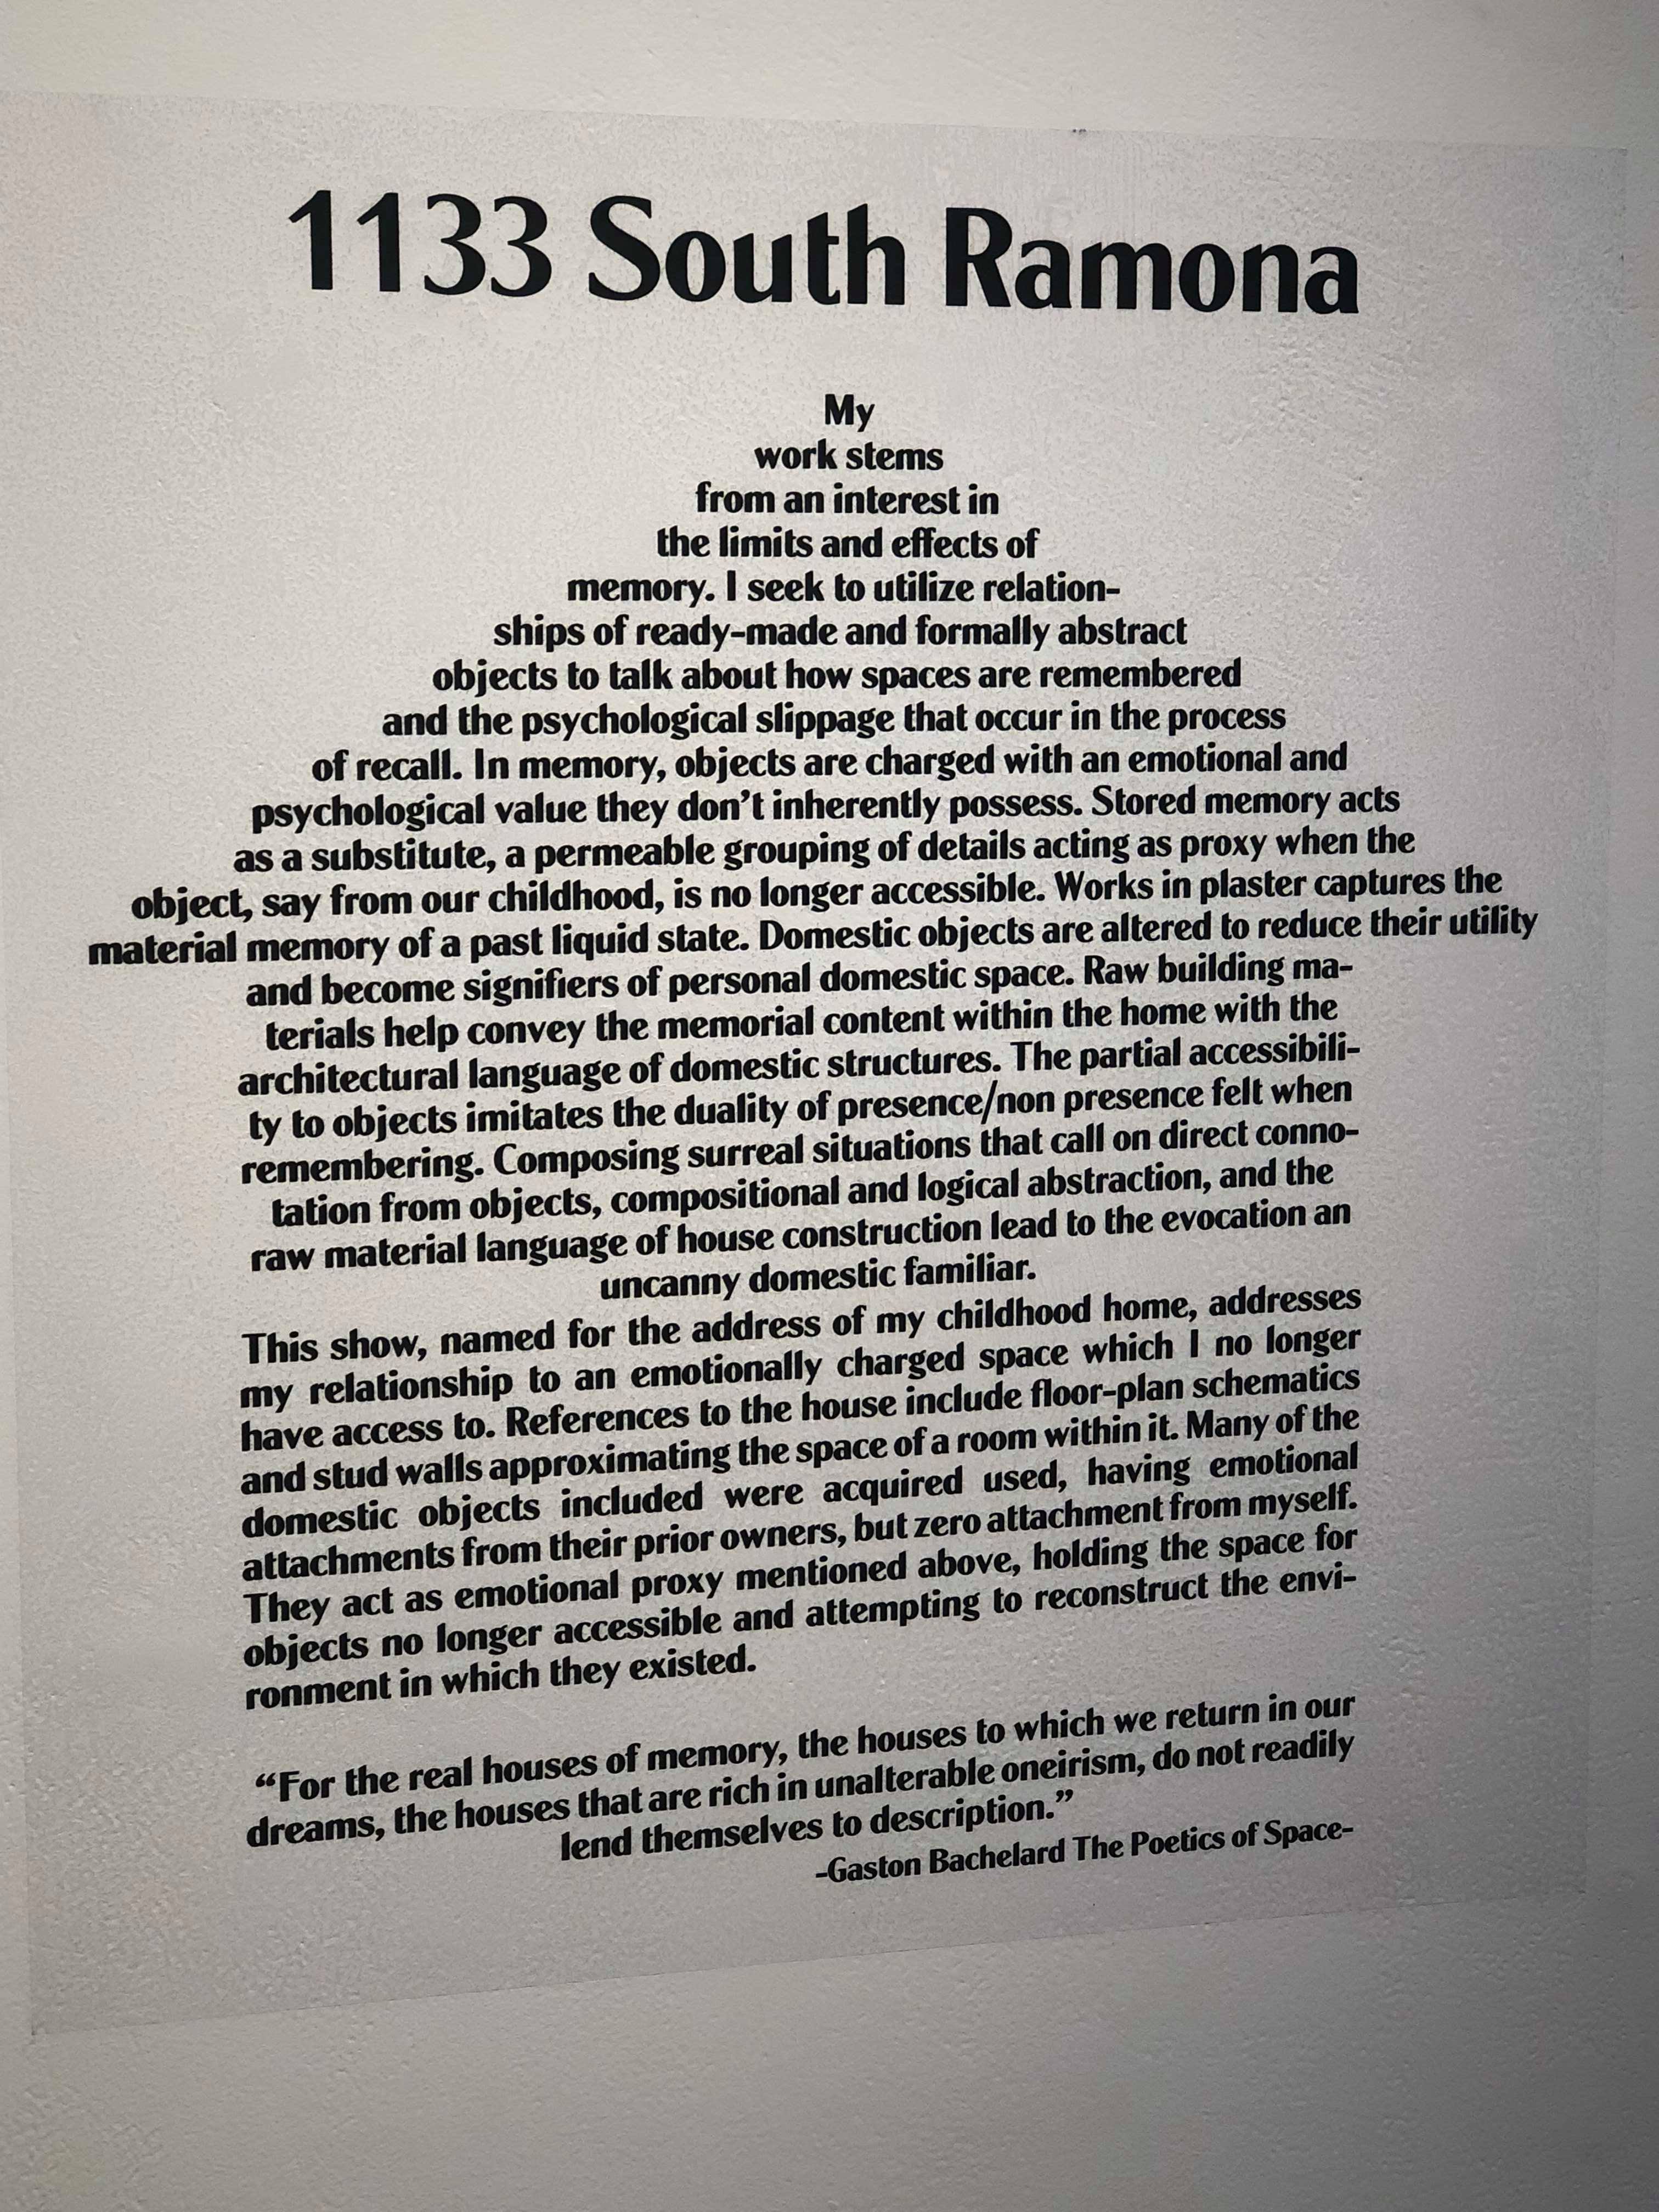 1133 South Ramona
My
work stems
from an interest in
the limits and effects of
memory. I seek to utilize relation-
ships of ready-made and formally abstract
objects to talk about how spaces are remembered
and the psychological slippage that occur in the process
of recall. In memory, objects are charged with an emotional and
psychological value they don’t inherently possess. Stored memory acts
as a substitute, a permeable grouping of details acting as proxy when the
object, say from our childhood, is no longer accessible. Works in plaster captures the
material memory of a past liquid state. Domestic objects are altered to reduce their utility
and become signifiers of personal domestic space. Raw building ma-
terials help convey the memorial content within the home with the
architectural language of domestic structures. The partial accessibili-
ty to objects imitates the duality of presence/non presence felt when
remembering. Composing surreal situations that call on direct conno-
tation from objects, compositional and logical abstraction, and the
raw material language of house construction lead to the evocation an
uncanny domestic familiar.
This show, named for the address of my childhood home, addresses
my relationship to an emotionally charged space which I no longer
have access to. References to the house include floor-plan schematics
and stud walls approximating the space of a room within it. Many of the
domestic objects included were acquired used, having emotional
attachments from their prior owners, but zero attachment from myself.
They act as emotional proxy mentioned above, holding the space for
objects no longer accessible and attempting to reconstruct the envi-
ronment in which they existed.
“For the real houses of memory, the houses to which we return in our
dreams, the houses that are rich in unalterable oneirism, do not readily
lend themselves to description.”
-Gaston Bachelard The Poetics of Space-